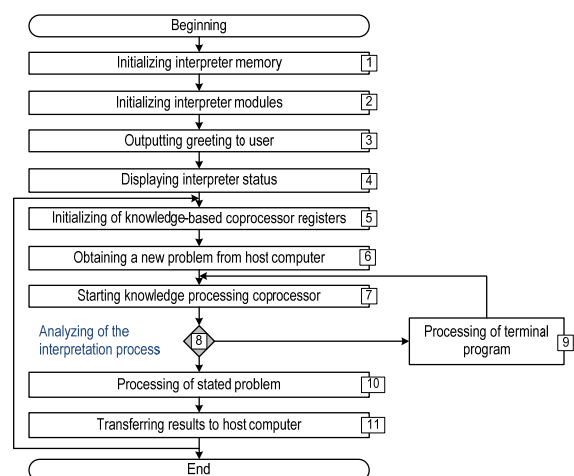 Beginning
Initializing interpreter memory 1
Initializing interpreter modules 2
Outputting greeting to user 3
Displaying interpreter status 4
Initializing of knowledge-based coprocessor registers 5
Obtaining a new problem from host computer 6
Starting knowledge processing coprocessor 7
Analyzing of the
interpretation process
8
Processing of terminal
program 9
Processing of stated problem 10
Transferring results to host computer 11
End